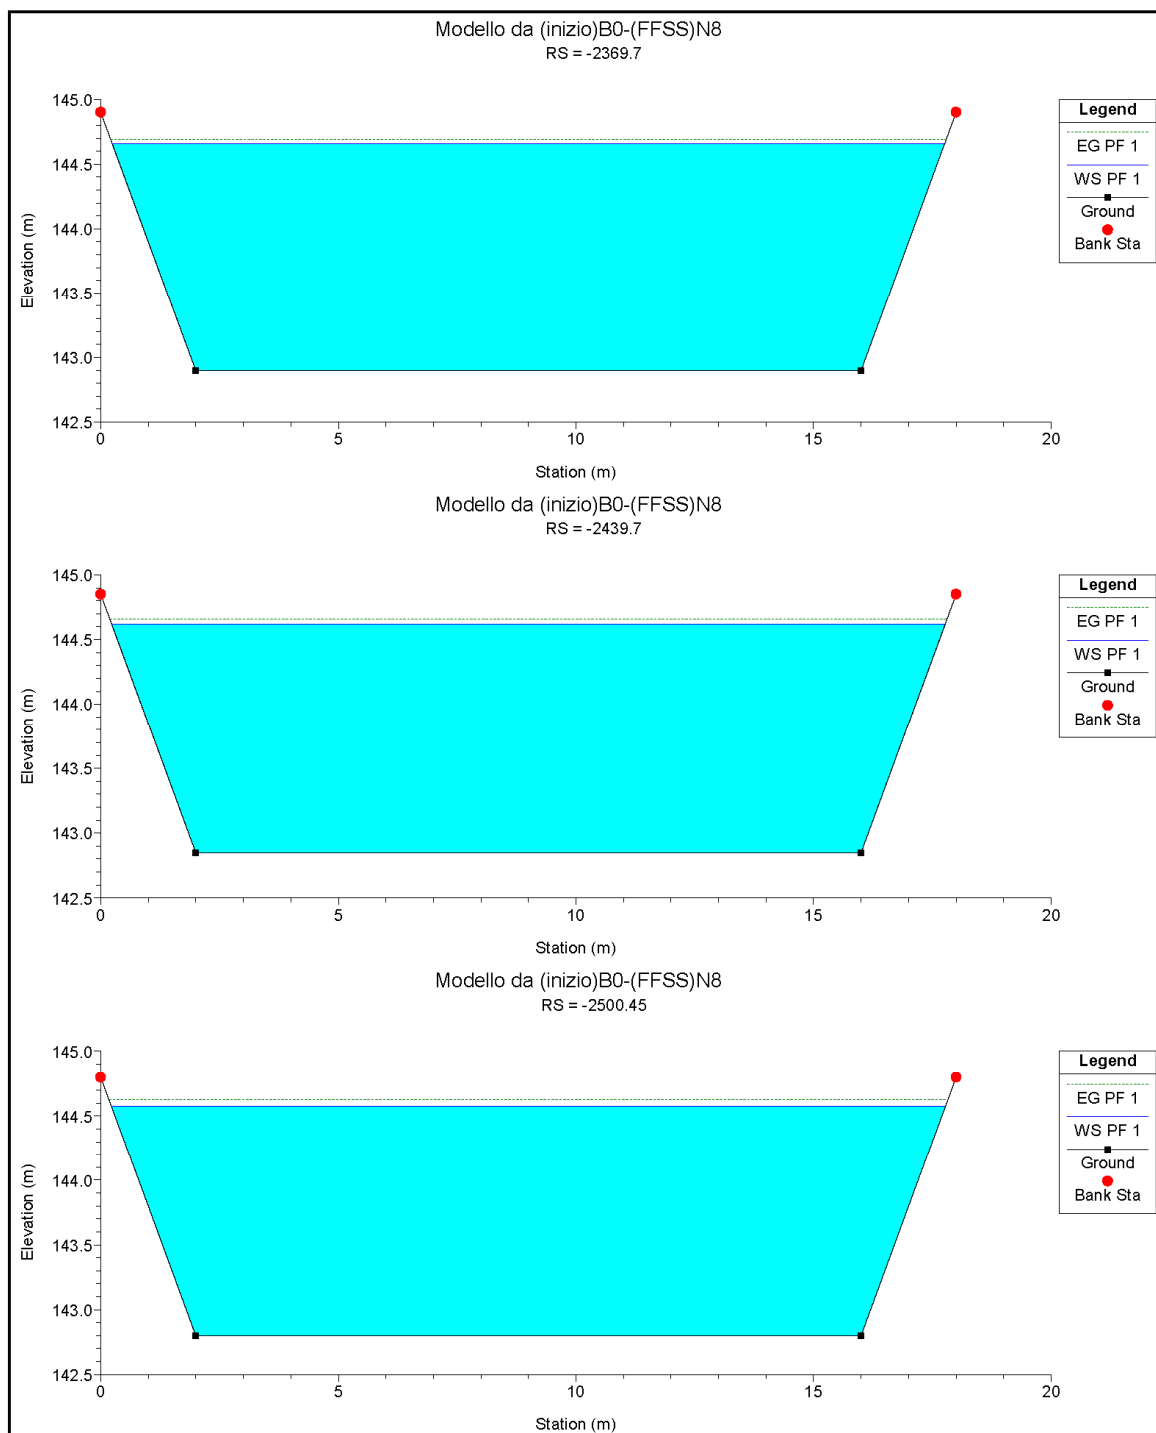 Modello da (inizio)B0-(FFSS)N8
RS = -2369.7
145.0
144.5
144.0
143.5
143.0
142.5
Elevation (m)
0 5 10 15 20
Station (m)
Legend
EG PF 1
WS PF 1
Ground
Bank Sta
Modello da (inizio)B0-(FFSS)N8
RS = -2439.7
145.0
144.5
144.0
143.5
143.0
142.5
Elevation (m)
0 5 10 15 20
Station (m)
Legend
EG PF 1
WS PF 1
Ground
Bank Sta
Modello da (inizio)B0-(FFSS)N8
RS = -2500.45
145.0
144.5
144.0
143.5
143.0
142.5
Elevation (m)
0 5 10 15 20
Station (m)
Legend
EG PF 1
WS PF 1
Ground
Bank Sta